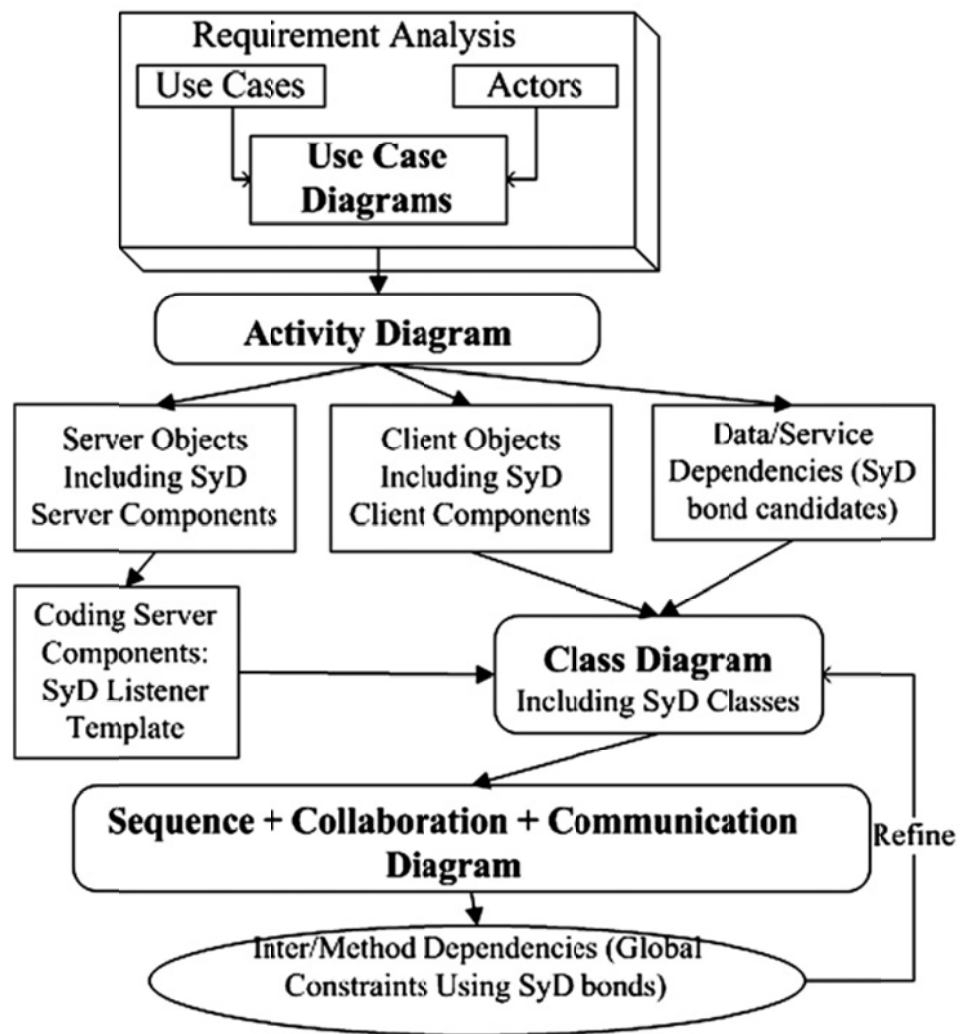 Requirement Analysis
Use Cases
Actors
Use Case
Diagrams
Activity Diagram
Server Objects
Including SyD
Server Components
Client Objects
Including SyD
Client Components
Data/Service
Dependencies (SyD
bond candidates)
Coding Server
Components:
SyD Listener
Template
Class Diagram
Including SyD Classes
Sequence + Collaboration + Communication
Diagram
Refine
Inter/Method Dependencies (Global
Constraints Using SyD bonds)